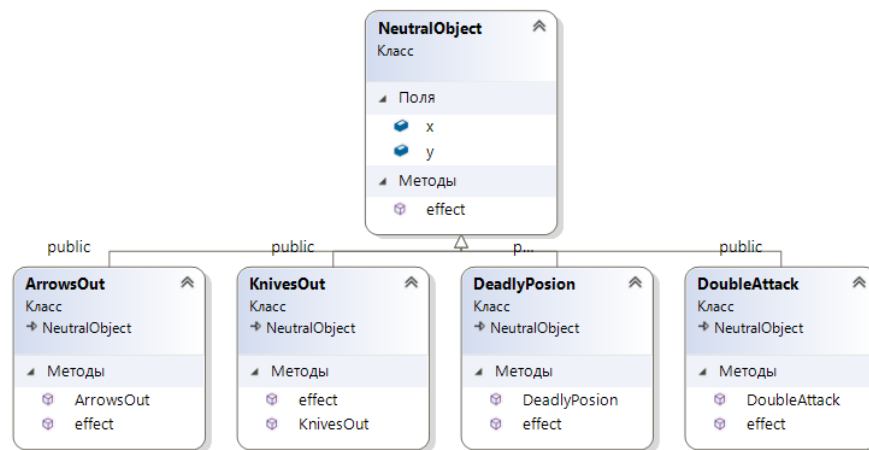 NeutralObject
Класс
Поля
x
y
Методы
effect
public
public
p...
public
ArrowsOut
Класс
NeutralObject
Методы
ArrowsOut
effect
KnivesOut
Класс
NeutralObject
Методы
effect
KnivesOut
DeadlyPosion
Класс
NeutralObject
Методы
DeadlyPosion
effect
DoubleAttack
Класс
NeutralObject
Методы
DoubleAttack
effect